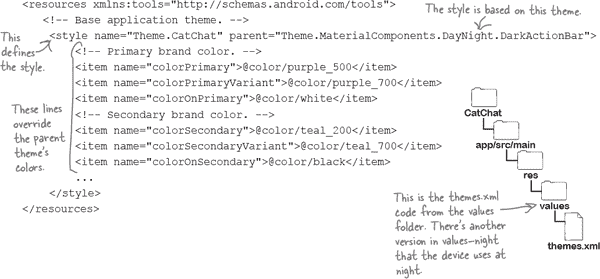 <resources xmlns:tools="http://schemas.android.com/tools">
<!-- Base application theme. -->
The style is based on this theme.
<style name="Theme.CatChat" parent="Theme.MaterialComponents.DayNight.DarkActionBar">
This
defines
the style.
<!-- Primary brand color. -->
<item name="colorPrimary">@color/purple_500</item>
<item name="colorPrimaryVariant">@color/purple_700</item>
<item name="colorOnPrimary">@color/white</item>
<!-- Secondary brand color. -->
<item name="colorSecondary">@color/teal_200</item>
<item name="colorSecondaryVariant">@color/teal_700</item>
<item name="colorOnSecondary">@color/black</item>
...
</style>
</resources>
These lines
override
the parent
theme's
colors.
CatChat
app/src/main
res
values
themes.xml
This is the themes.xml
code from the values
folder. There's another
version in values-night
that the device uses at
night.